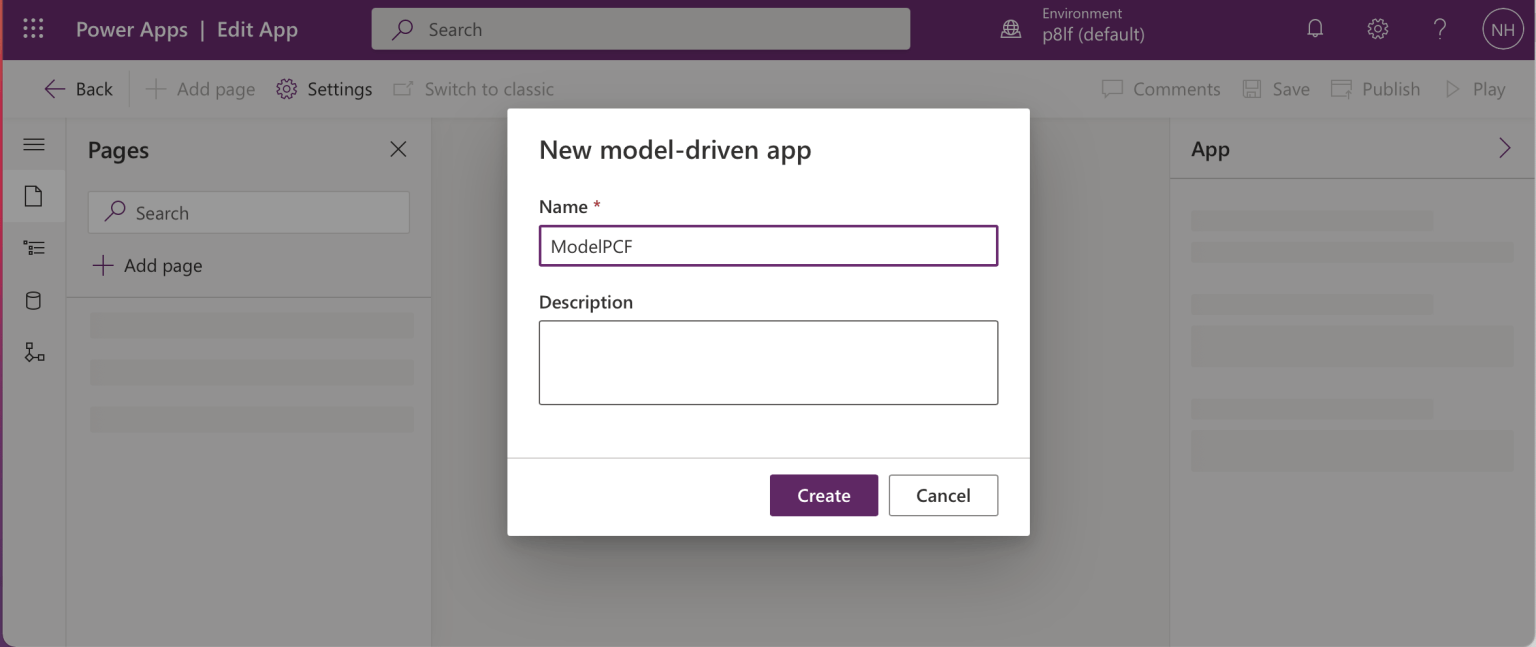 Power Apps | Edit App
Search
Environment
p8lf (default)
NH
Back
Add page
Settings
Switch to classic
Comments
Save
Publish
Play
Pages
Search
Add page
New model-driven app
Name *
ModelPCF
Description
Create
Cancel
App